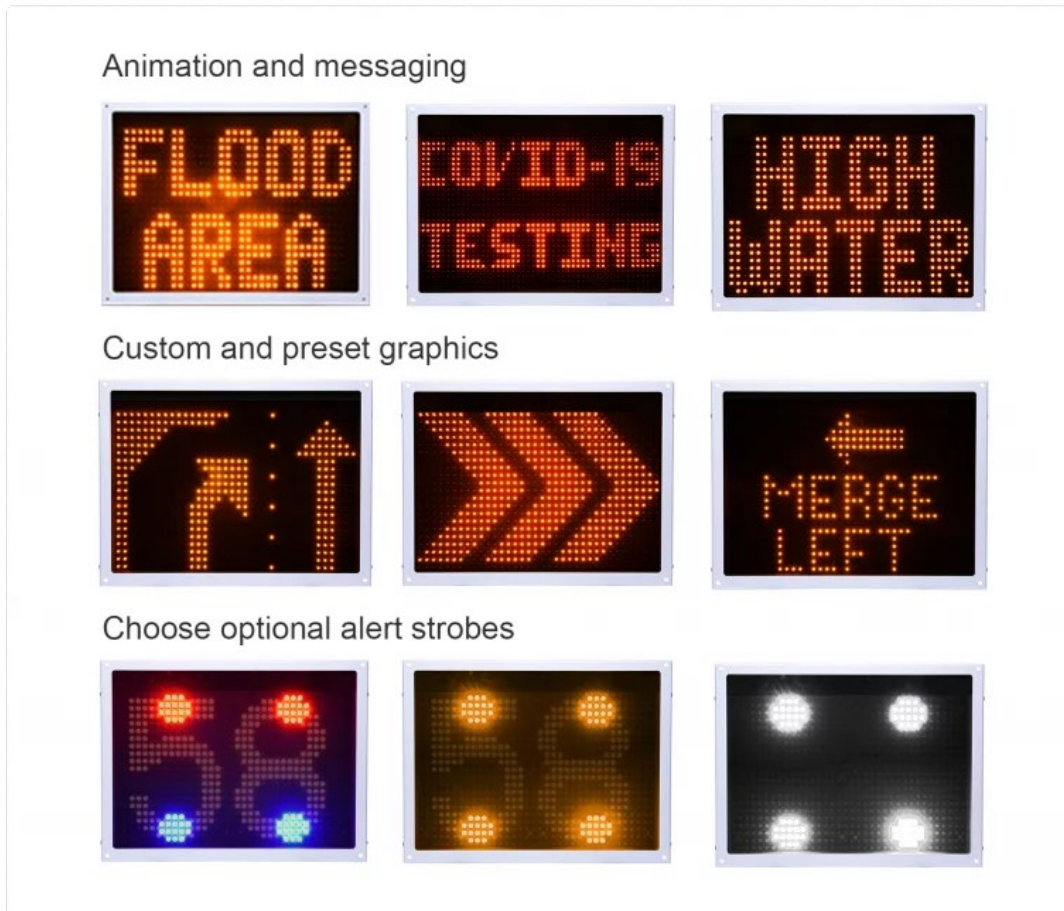 Animation and messaging
FLOOD
AREA
COVID-19
TESTING
HIGH
WATER
Custom and preset graphics
MERGE
LEFT
Choose optional alert strobes
58
58